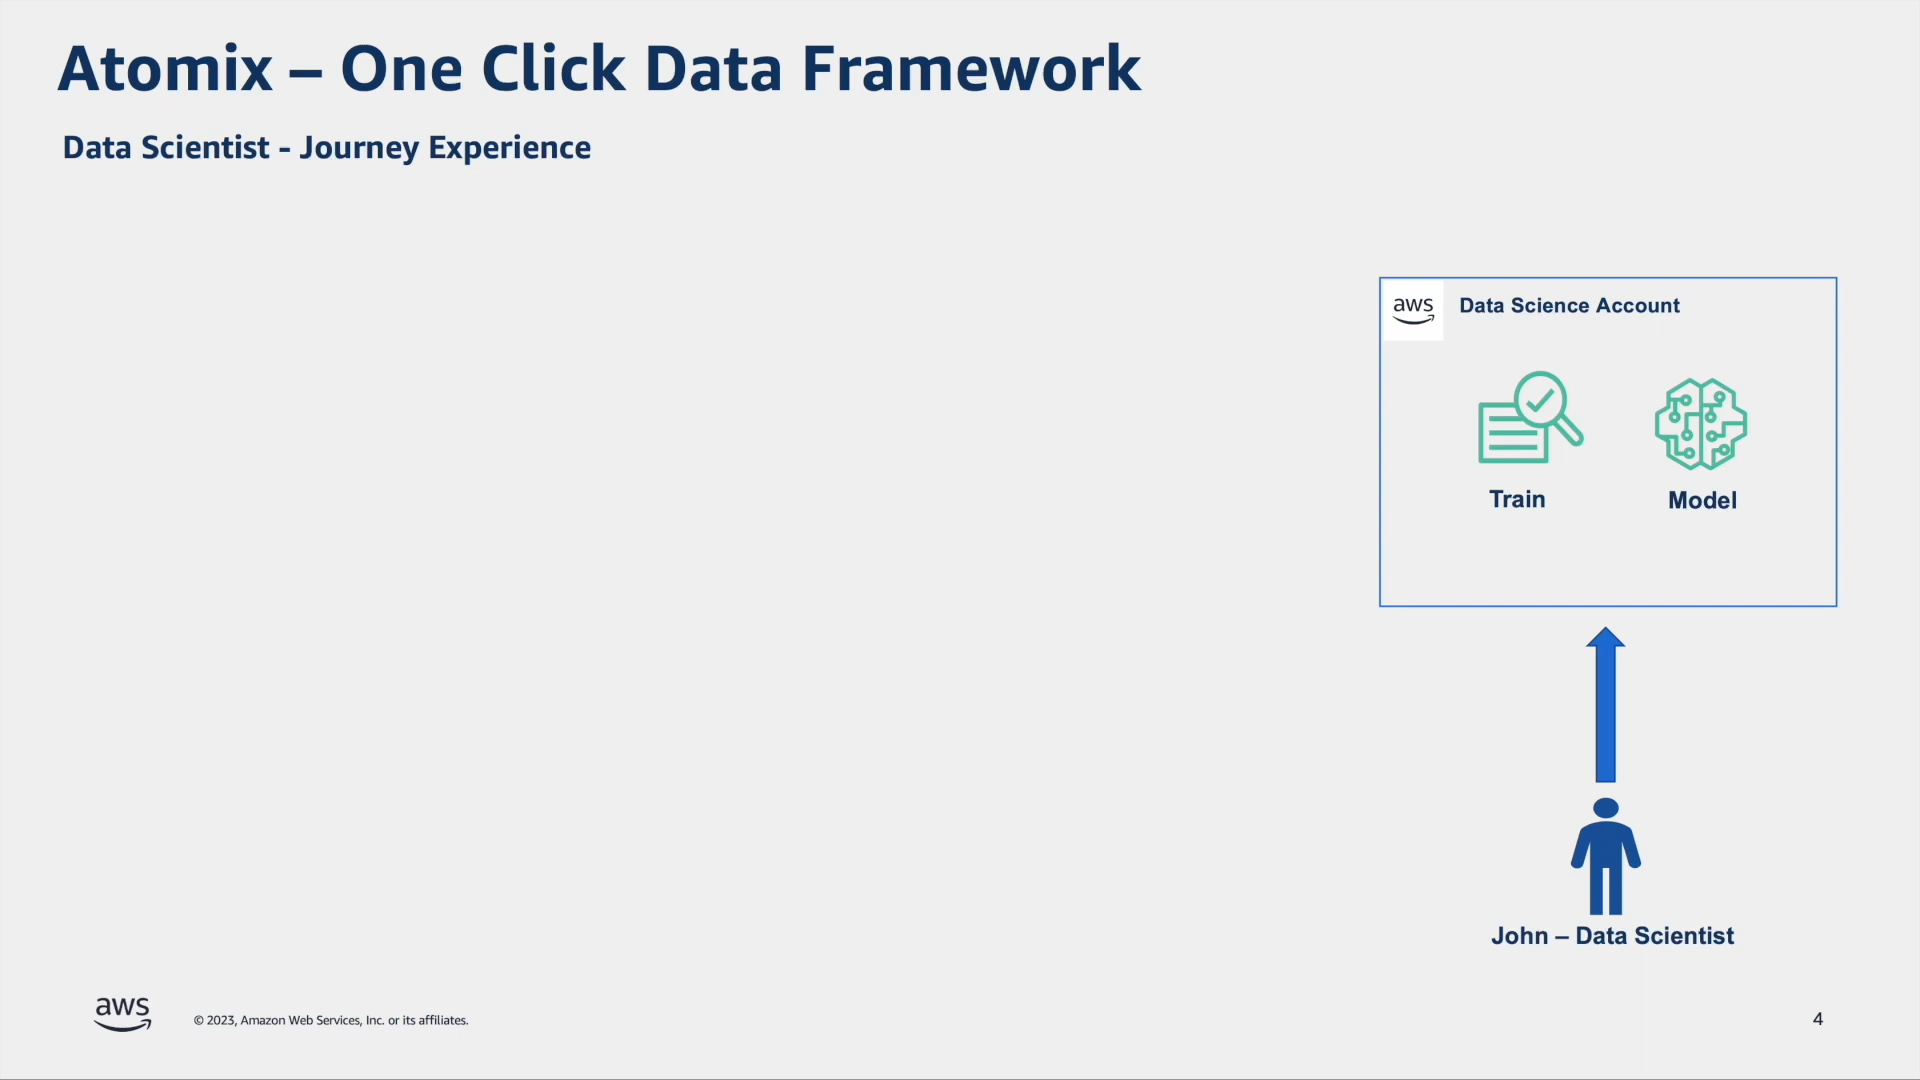 Atomix – One Click Data Framework
Data Scientist - Journey Experience
aws
Data Science Account
Train
Model
John – Data Scientist
aws
© 2023, Amazon Web Services, Inc. or its affiliates.
4